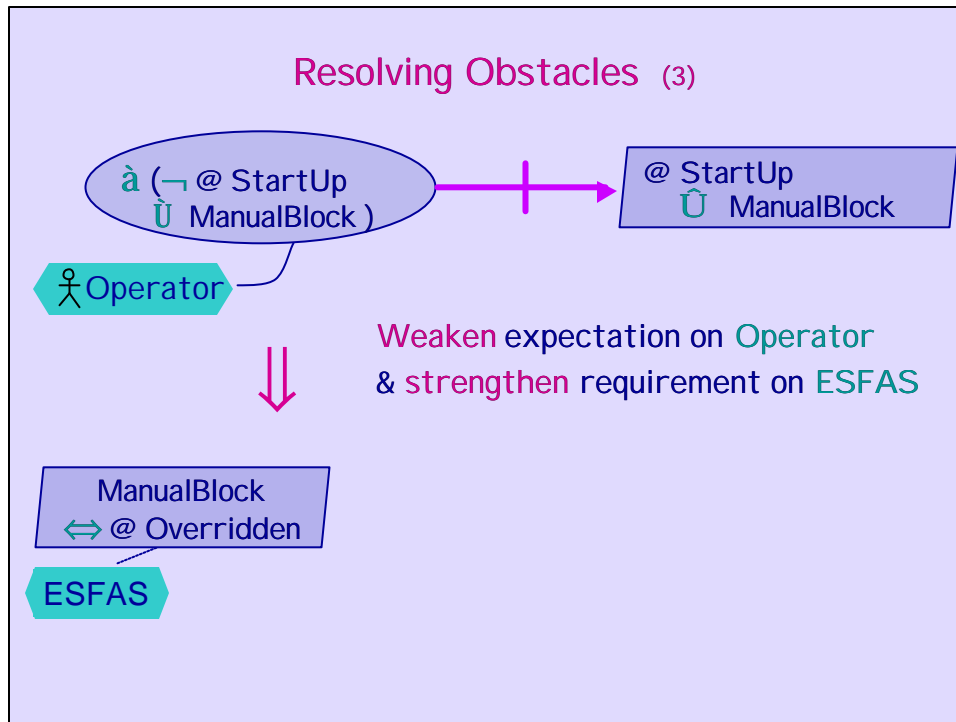 Resolving Obstacles (3)
à (¬ @ StartUp
Ù ManualBlock )
@ StartUp
Û ManualBlock
Operator
Weaken expectation on Operator
& strengthen requirement on ESFAS
⇓
ManualBlock
⇔ @ Overridden
ESFAS